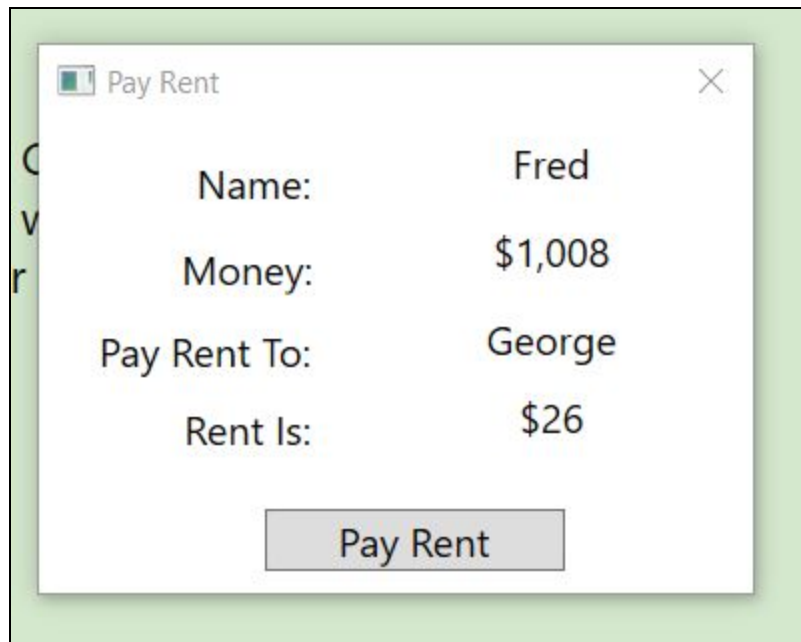 Pay Rent
Name: Fred
Money: $1,008
Pay Rent To: George
Rent Is: $26
Pay Rent